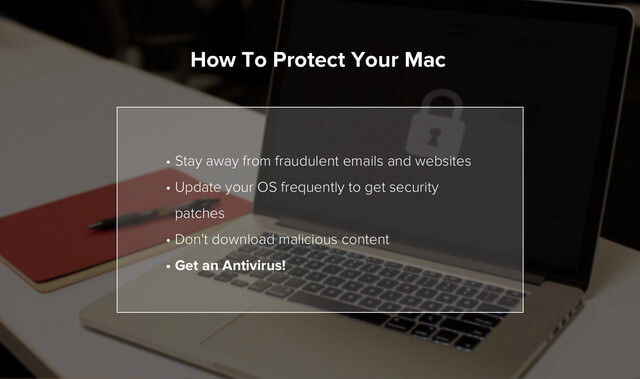 How To Protect Your Mac
• Stay away from fraudulent emails and websites
• Update your OS frequently to get security
patches
• Don't download malicious content
• Get an Antivirus!